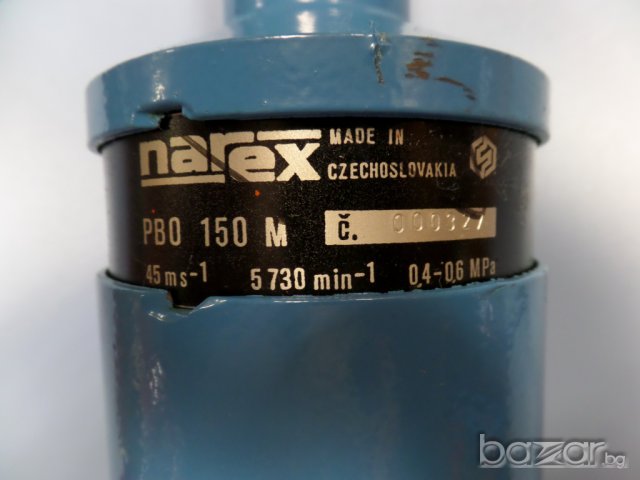 narex MADE IN
CZECHOSLOVAKIA
PBO 150 M Č. 000327
45 ms-1 5 730 min-1 0,4-0,6 MPa
bazar.bg